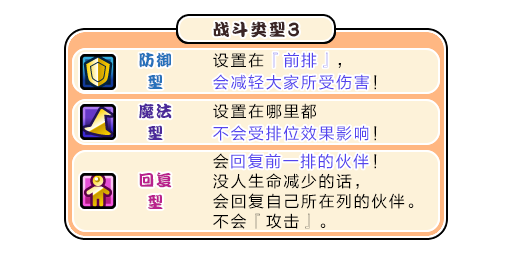 战斗类型3
防御型
设置在『前排』，
会减轻大家所受伤害！
魔法型
设置在哪里都
不会受排位效果影响！
回复型
会回复前一排的伙伴！
没人生命减少的话，
会回复自己所在列的伙伴。
不会『攻击』。